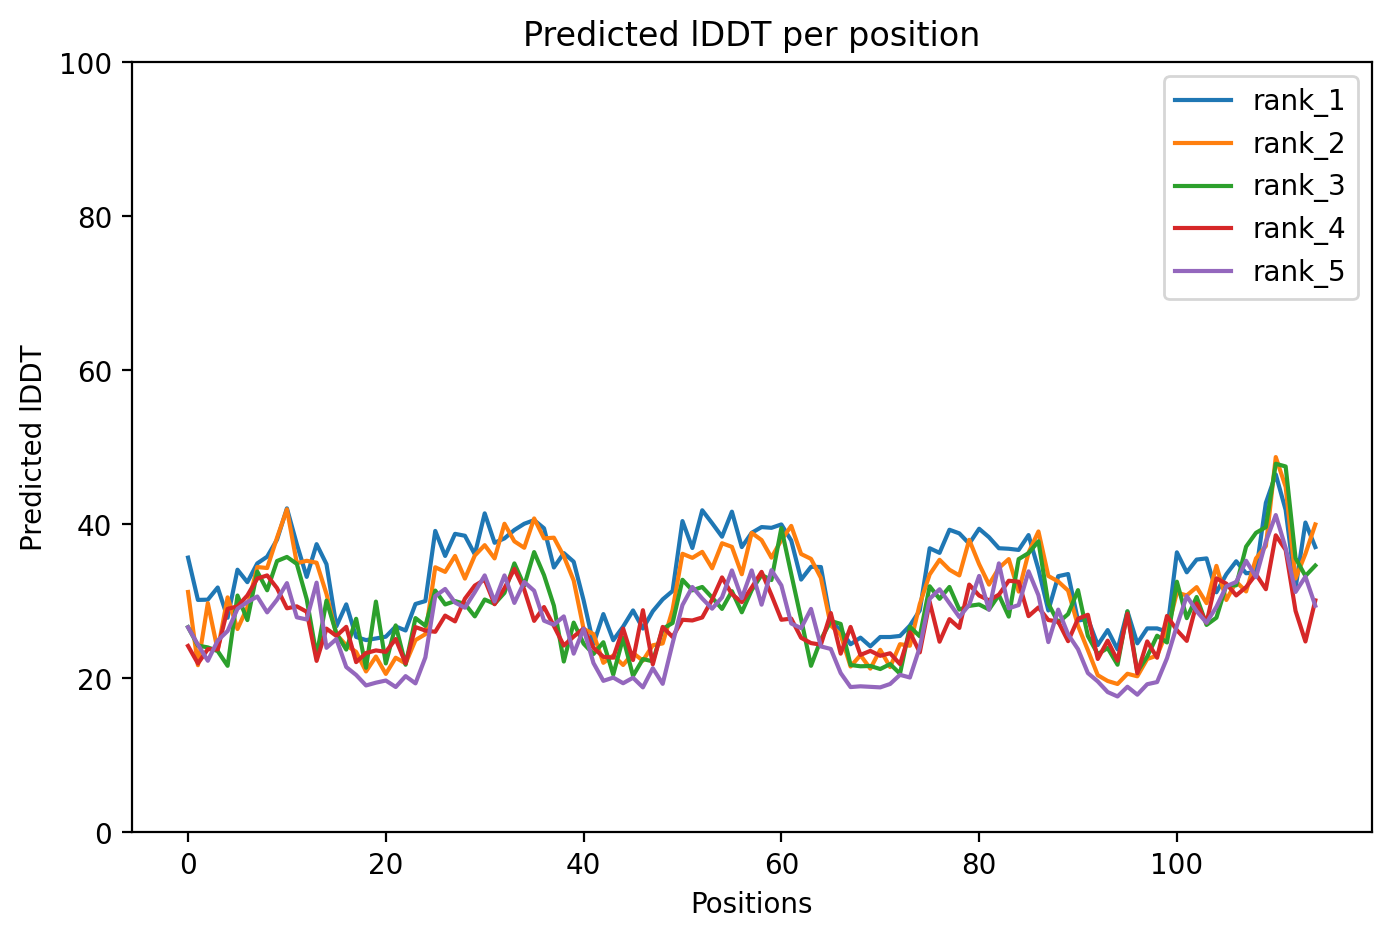 Predicted lDDT per position
100
80
60
40
20
0
Predicted lDDT
rank_1
rank_2
rank_3
rank_4
rank_5
0 20 40 60 80 100
Positions